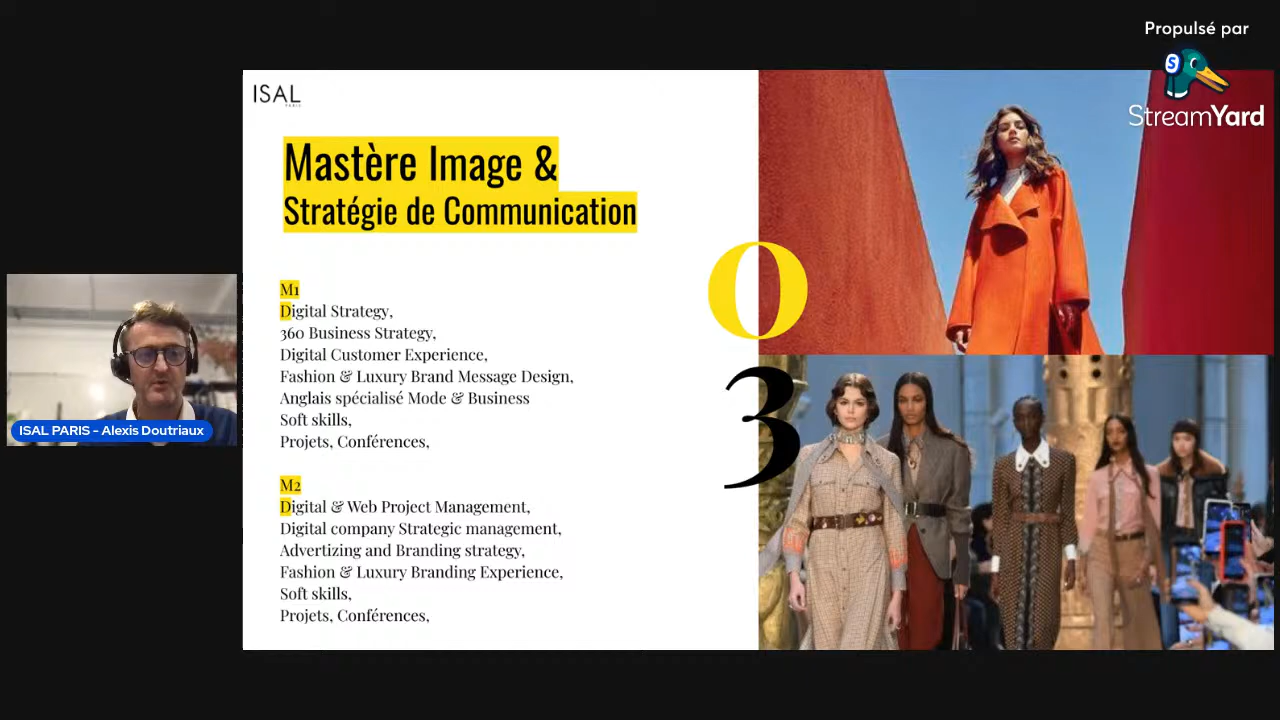 Propulsé par
StreamYard
ISAL
PARIS
Mastère Image &
Stratégie de Communication
M1
Digital Strategy,
360 Business Strategy,
Digital Customer Experience,
Fashion & Luxury Brand Message Design,
Anglais spécialisé Mode & Business
Soft skills,
Projets, Conférences,
M2
Digital & Web Project Management,
Digital company Strategic management,
Advertizing and Branding strategy,
Fashion & Luxury Branding Experience,
Soft skills,
Projets, Conférences,
0
3
ISAL PARIS - Alexis Doutriaux